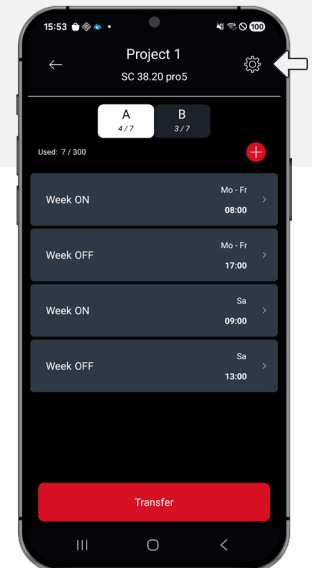 15:53
100
Project 1
SC 38.20 pro5
A
4 / 7
B
3 / 7
Used: 7 / 300
Week ON
Mo - Fr
08:00
Week OFF
Mo - Fr
17:00
Week ON
Sa
09:00
Week OFF
Sa
13:00
Transfer